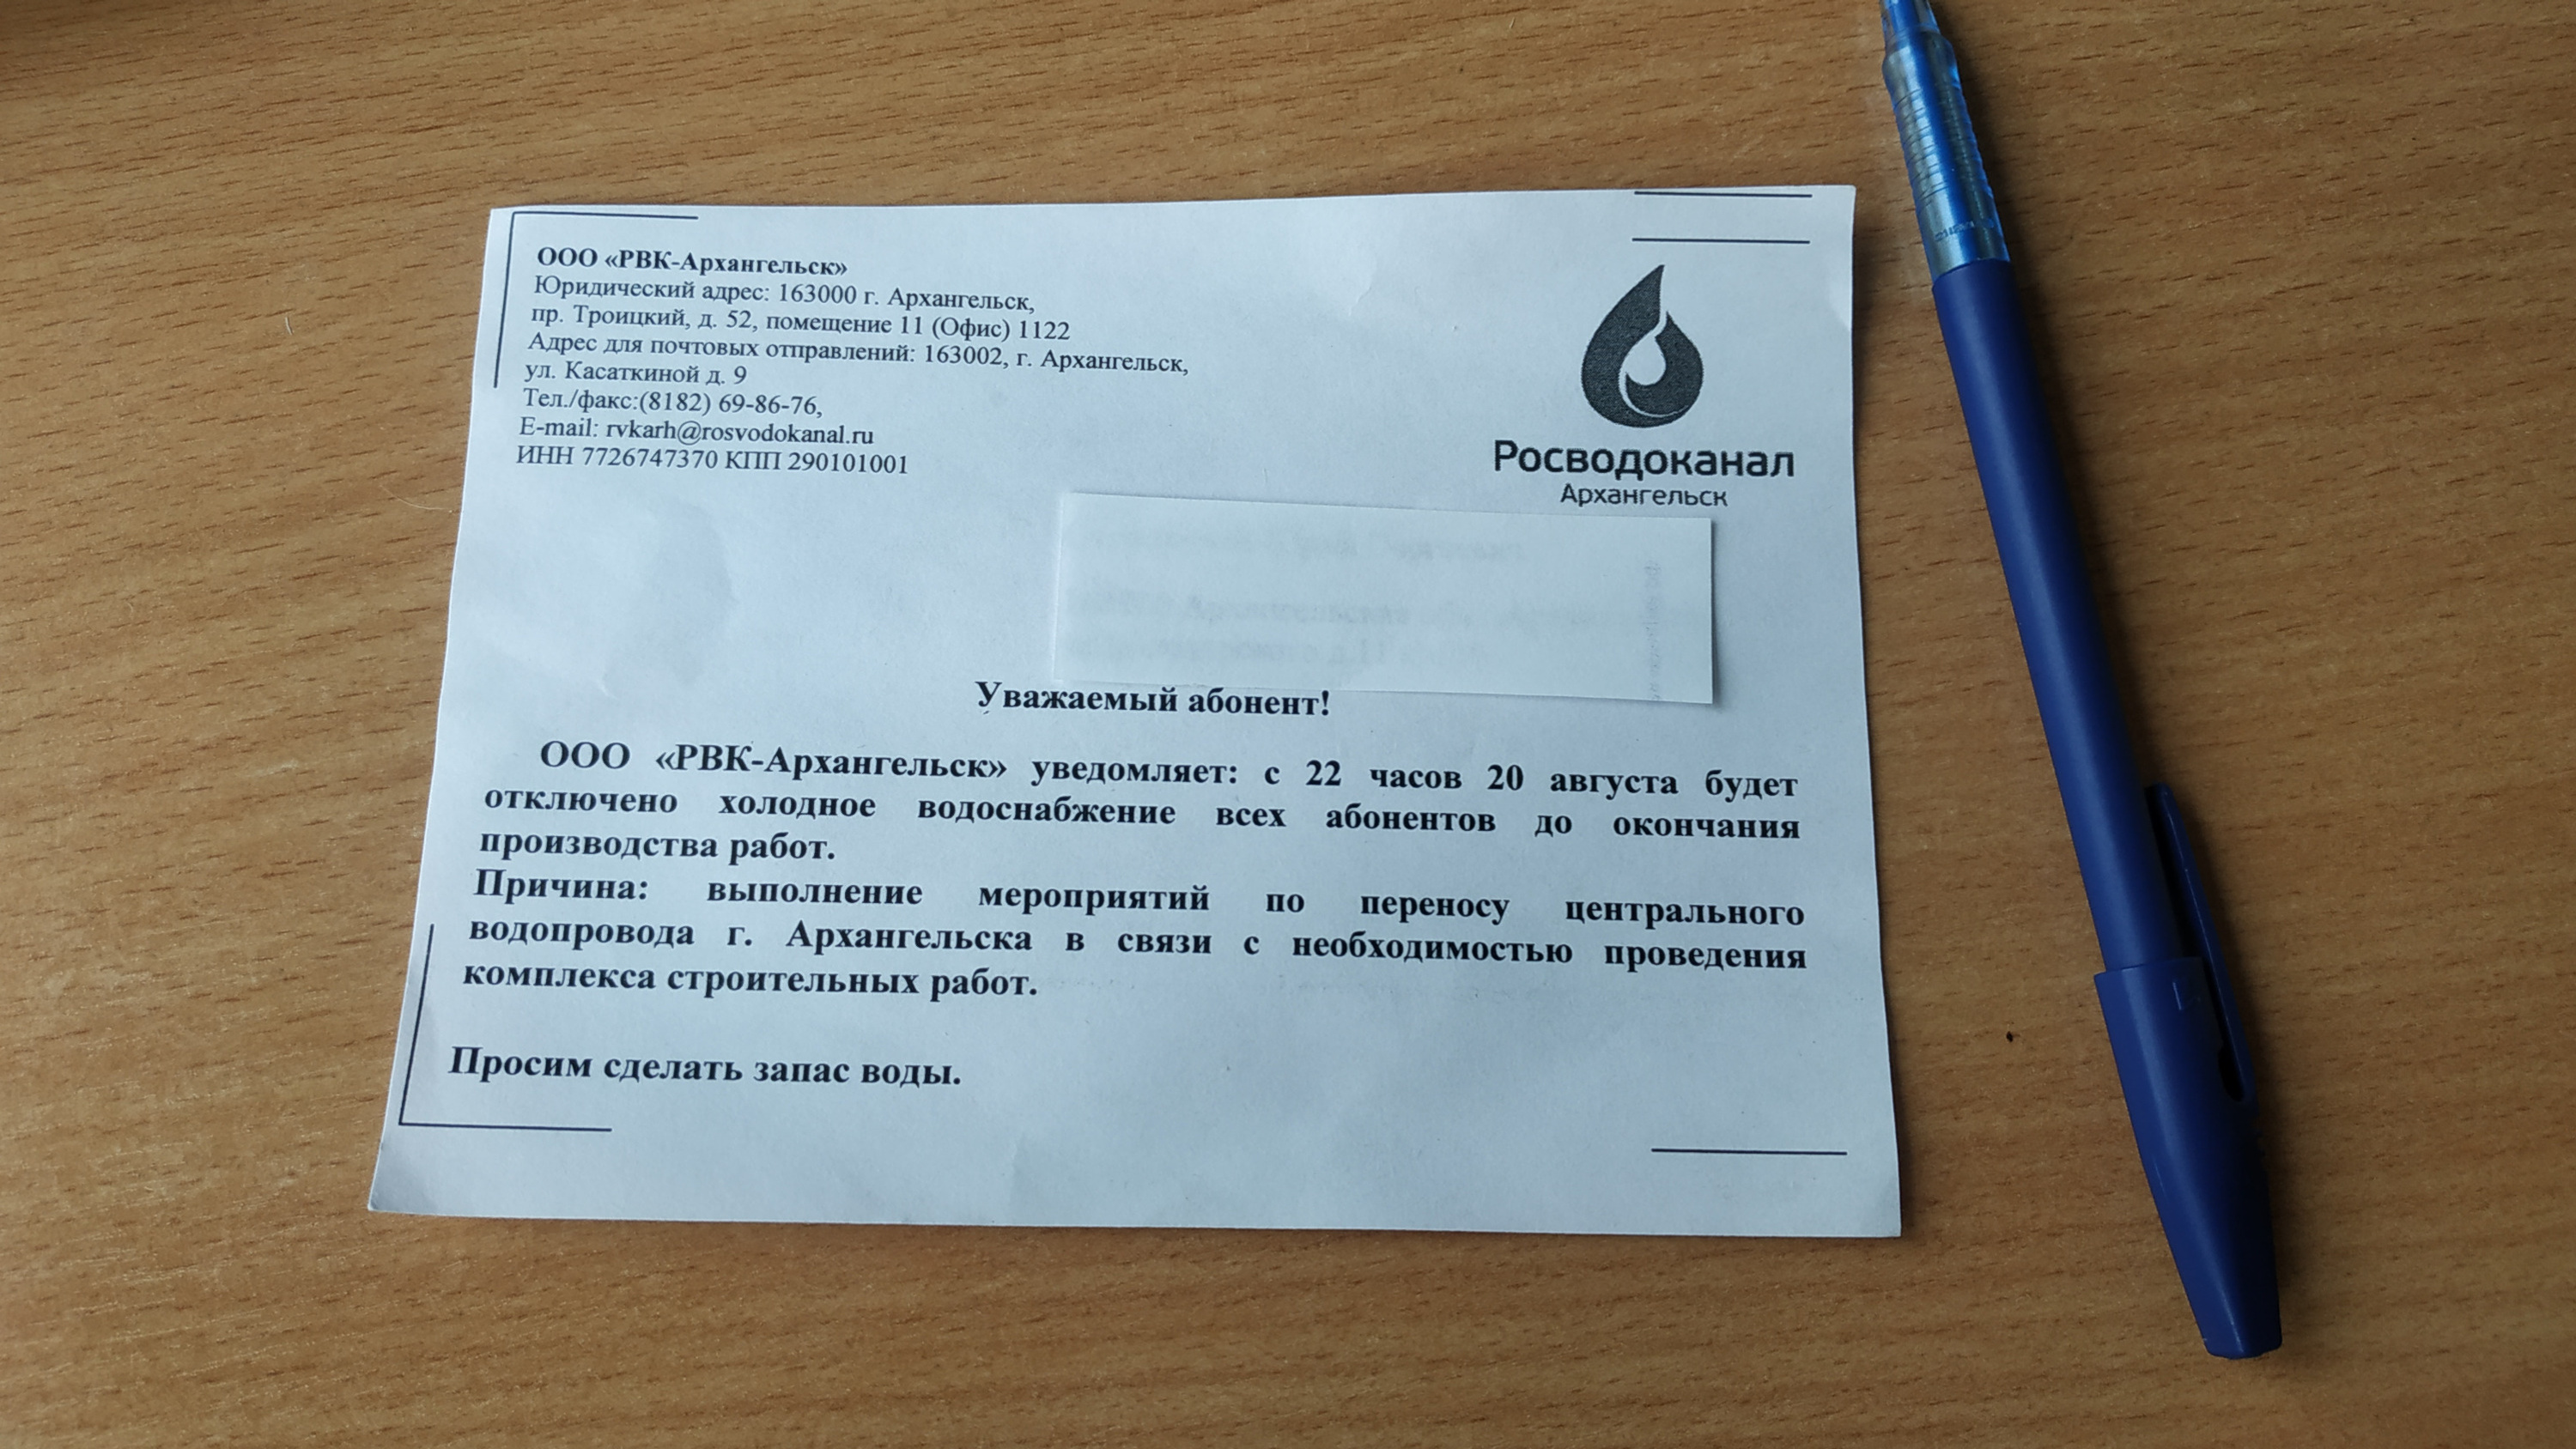 ООО «РВК-Архангельск»
Юридический адрес: 163000 г. Архангельск,
пр. Троицкий, д. 52, помещение 11 (Офис) 1122
Адрес для почтовых отправлений: 163002, г. Архангельск,
ул. Касаткиной д. 9
Тел./факс:(8182) 69-86-76,
E-mail: rvkarh@rosvodokanal.ru
ИНН 7726747370 КПП 290101001
Росводоканал
Архангельск
Уважаемый абонент!
ООО «РВК-Архангельск» уведомляет: с 22 часов 20 августа будет
отключено холодное водоснабжение всех абонентов до окончания
производства работ.
Причина: выполнение мероприятий по переносу центрального
водопровода г. Архангельска в связи с необходимостью проведения
комплекса строительных работ.
Просим сделать запас воды.